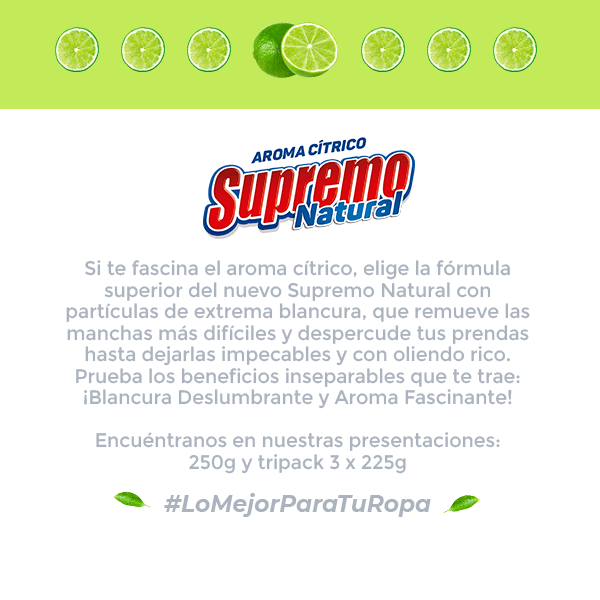 AROMA CÍTRICO
Supremo
Natural
Si te fascina el aroma cítrico, elige la fórmula
superior del nuevo Supremo Natural con
partículas de extrema blancura, que remueve las
manchas más difíciles y despercude tus prendas
hasta dejarlas impecables y con oliendo rico.
Prueba los beneficios inseparables que te trae:
¡Blancura Deslumbrante y Aroma Fascinante!
Encuéntranos en nuestras presentaciones:
250g y tripack 3 x 225g
#LoMejorParaTuRopa